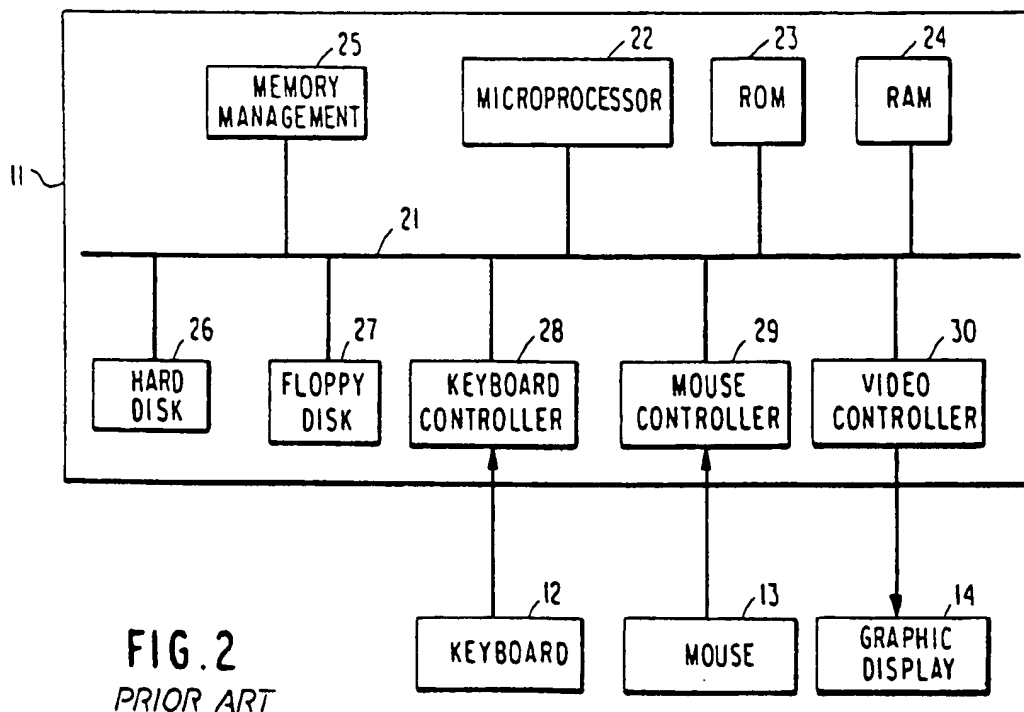 25
22
23
24
MEMORY
MANAGEMENT
MICROPROCESSOR
ROM
RAM
11
21
26
27
28
29
30
HARD
DISK
FLOPPY
DISK
KEYBOARD
CONTROLLER
MOUSE
CONTROLLER
VIDEO
CONTROLLER
12
13
14
KEYBOARD
MOUSE
GRAPHIC
DISPLAY
FIG.2
PRIOR ART